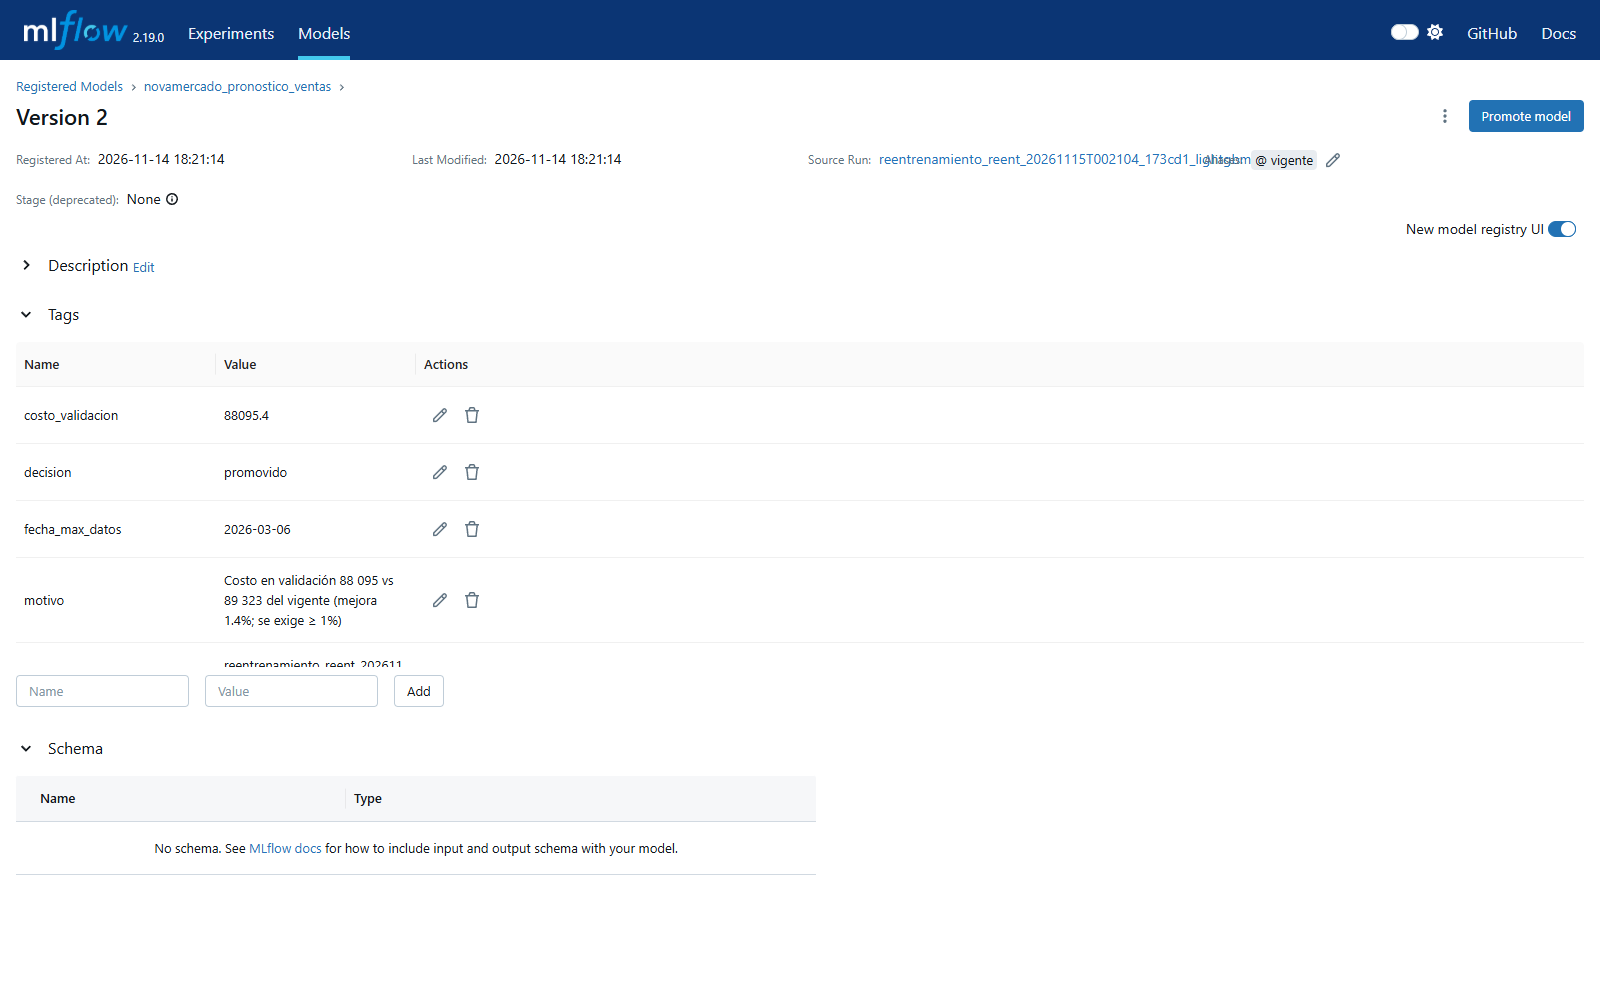 mlflow 2.19.0 Experiments Models GitHub Docs
Registered Models › novamercado_pronostico_ventas ›
Version 2
Promote model
Registered At: 2026-11-14 18:21:14 Last Modified: 2026-11-14 18:21:14 Source Run: reentrenamiento_reent_20261115T002104_173cd1_lightgbm Aliases: @ vigente
Stage (deprecated): None
New model registry UI
Description Edit
Tags
Name Value Actions
costo_validacion 88095.4
decision promovido
fecha_max_datos 2026-03-06
motivo Costo en validación 88 095 vs
89 323 del vigente (mejora
1.4%; se exige ≥ 1%)
reentrenamiento_reent_202611
Name Value Add
Schema
Name Type
No schema. See MLflow docs for how to include input and output schema with your model.